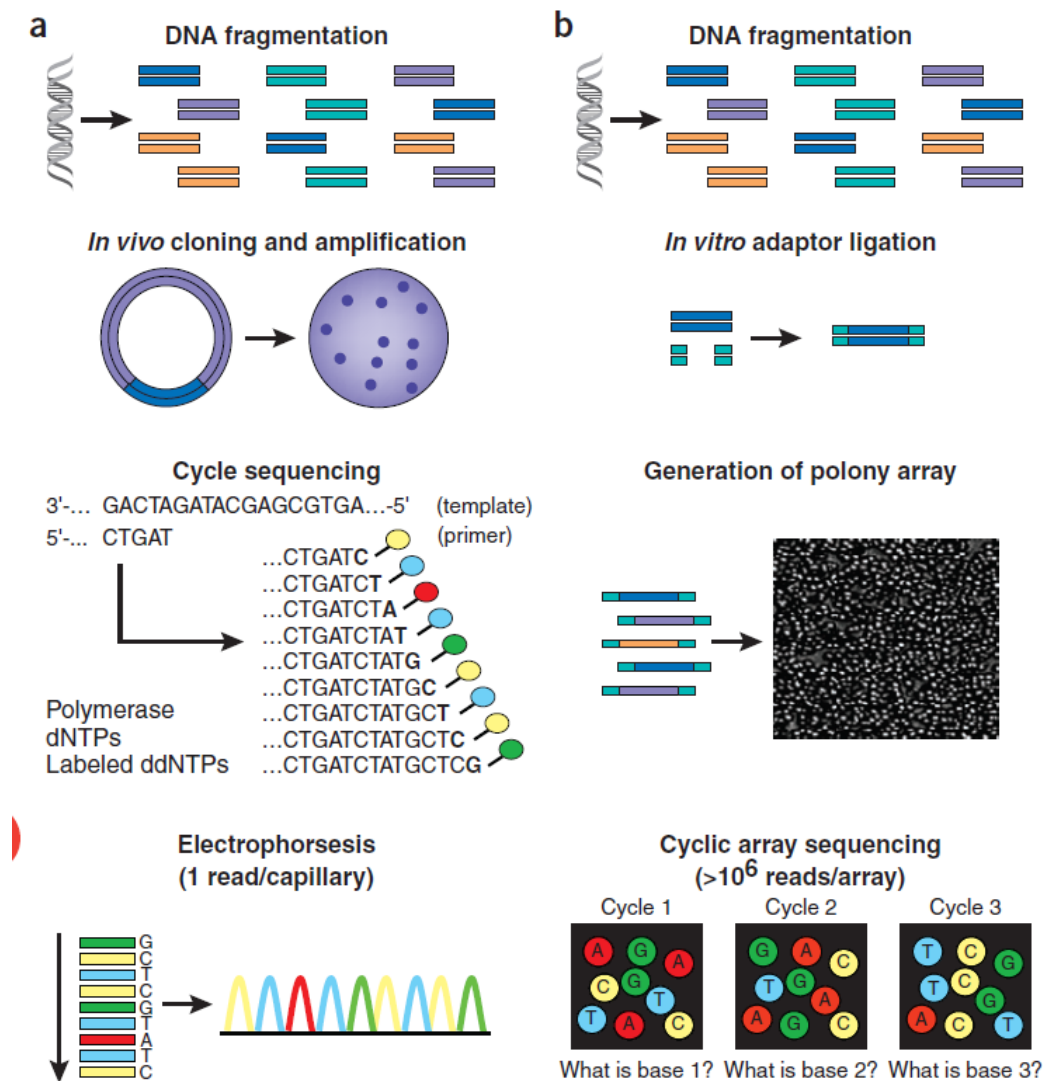 a
DNA fragmentation
In vivo cloning and amplification
Cycle sequencing
3'-... GACTAGATACGAGCGTGA...-5' (template)
5'-... CTGAT (primer)
...CTGATC
...CTGATCT
...CTGATCTA
...CTGATCTAT
...CTGATCTATG
...CTGATCTATGC
...CTGATCTATGCT
...CTGATCTATGCTC
...CTGATCTATGCTCG
Polymerase
dNTPs
Labeled ddNTPs
Electrophorsesis
(1 read/capillary)
G
C
T
C
G
T
A
T
C
b
DNA fragmentation
In vitro adaptor ligation
Generation of polony array
Cyclic array sequencing
(>10⁶ reads/array)
Cycle 1
A G A
C G T
T A C
What is base 1?
Cycle 2
G A C
T G A
A G C
What is base 2?
Cycle 3
T C G
T C G
A C T
What is base 3?